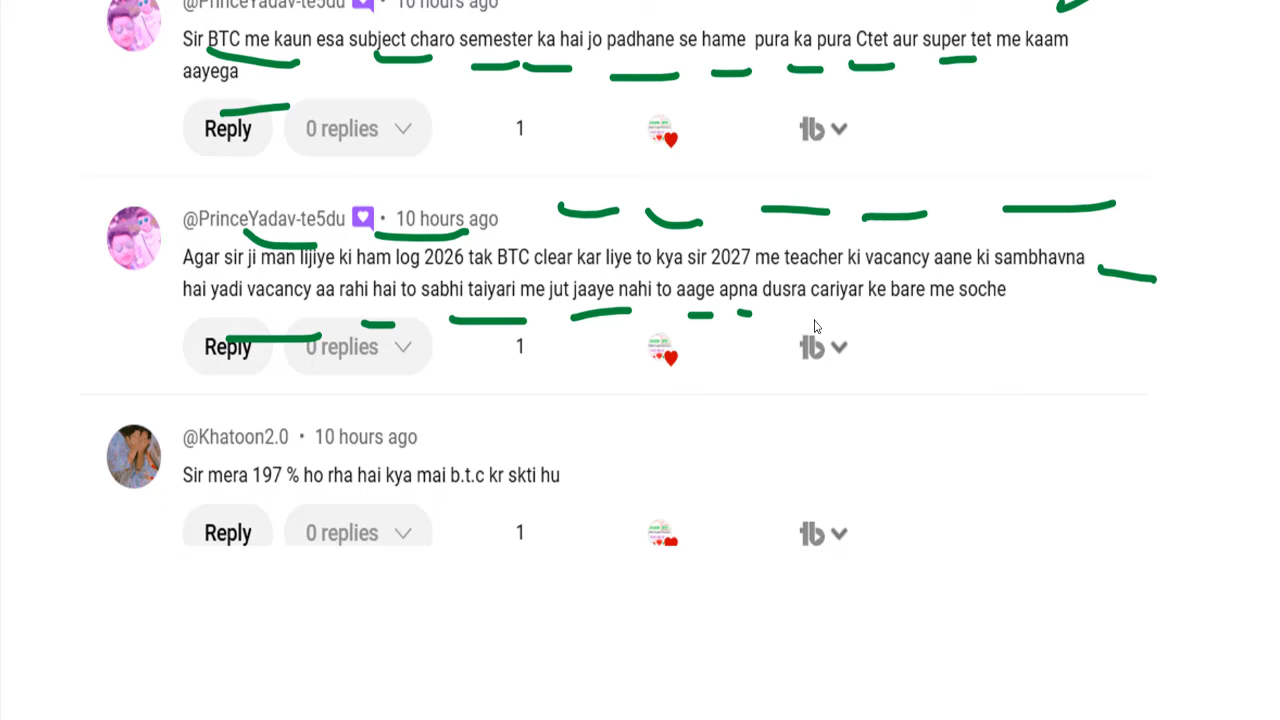 @PrinceYadav-te5du • 10 hours ago
Sir BTC me kaun esa subject charo semester ka hai jo padhane se hame pura ka pura Ctet aur super tet me kaam
aayega
Reply 0 replies 1
@PrinceYadav-te5du • 10 hours ago
Agar sir ji man lijiye ki ham log 2026 tak BTC clear kar liye to kya sir 2027 me teacher ki vacancy aane ki sambhavna
hai yadi vacancy aa rahi hai to sabhi taiyari me jut jaaye nahi to aage apna dusra cariyar ke bare me soche
Reply 0 replies 1
@Khatoon2.0 • 10 hours ago
Sir mera 197 % ho rha hai kya mai b.t.c kr skti hu
Reply 0 replies 1